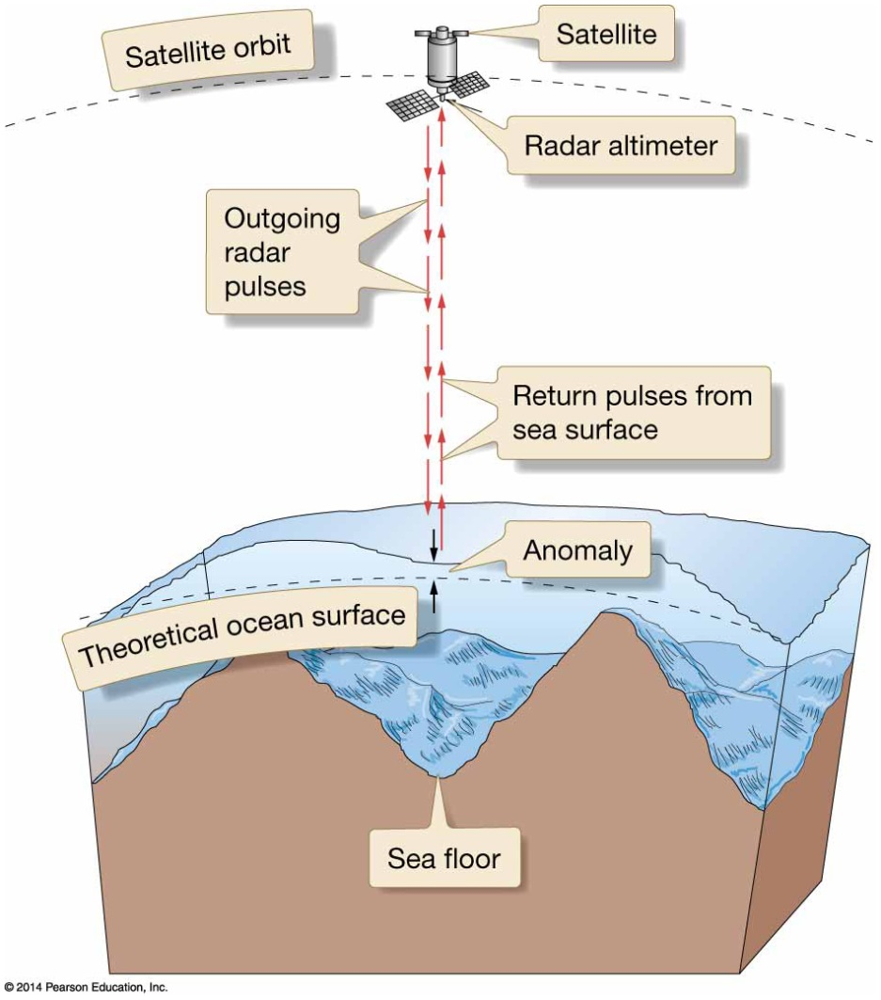 Satellite orbit
Satellite
Radar altimeter
Outgoing
radar
pulses
Return pulses from
sea surface
Anomaly
Theoretical ocean surface
Sea floor
© 2014 Pearson Education, Inc.